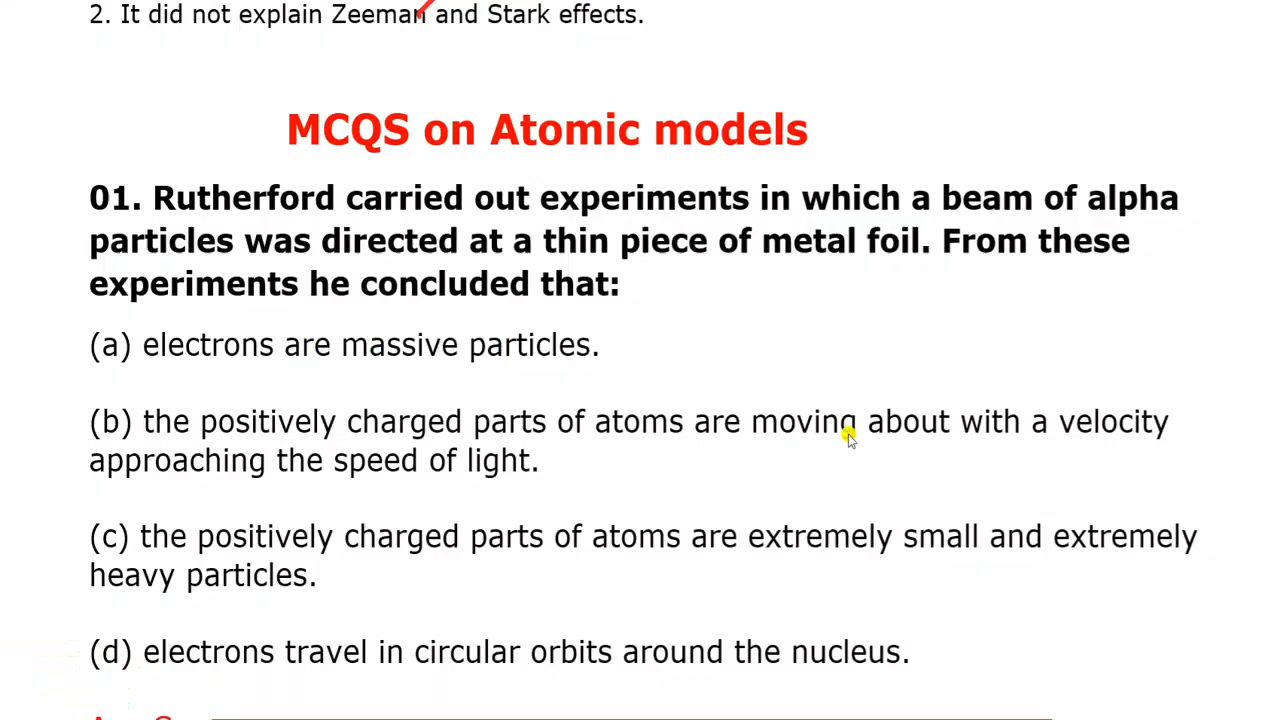 2. It did not explain Zeeman and Stark effects.
MCQS on Atomic models
01. Rutherford carried out experiments in which a beam of alpha
particles was directed at a thin piece of metal foil. From these
experiments he concluded that:
(a) electrons are massive particles.
(b) the positively charged parts of atoms are moving about with a velocity
approaching the speed of light.
(c) the positively charged parts of atoms are extremely small and extremely
heavy particles.
(d) electrons travel in circular orbits around the nucleus.